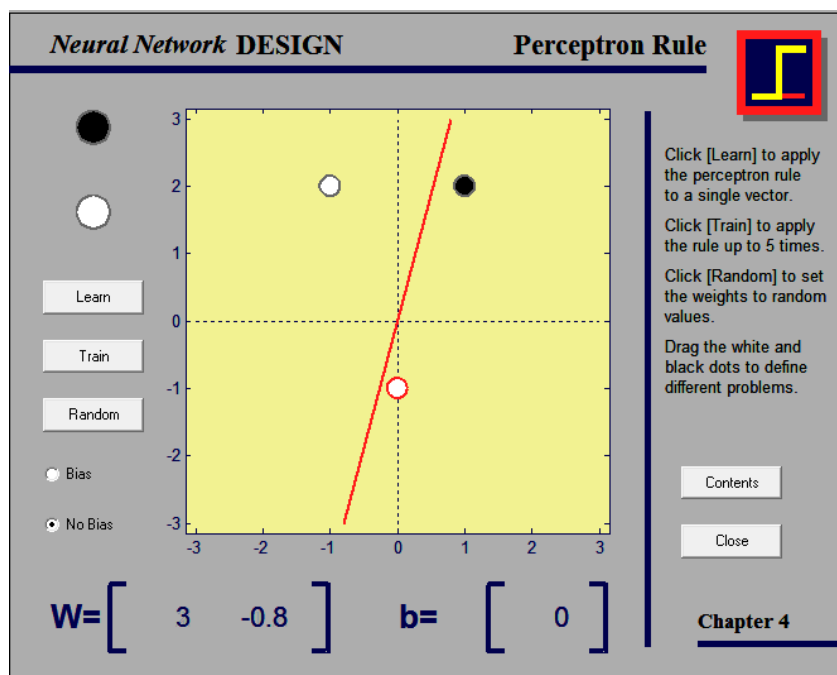 Neural Network DESIGN
Perceptron Rule
Click [Learn] to apply
the perceptron rule
to a single vector.
Click [Train] to apply
the rule up to 5 times.
Click [Random] to set
the weights to random
values.
Drag the white and
black dots to define
different problems.
Learn
Train
Random
Bias
No Bias
3
2
1
0
-1
-2
-3
-3 -2 -1 0 1 2 3
Contents
Close
W= [ 3 -0.8 ] b= [ 0 ]
Chapter 4